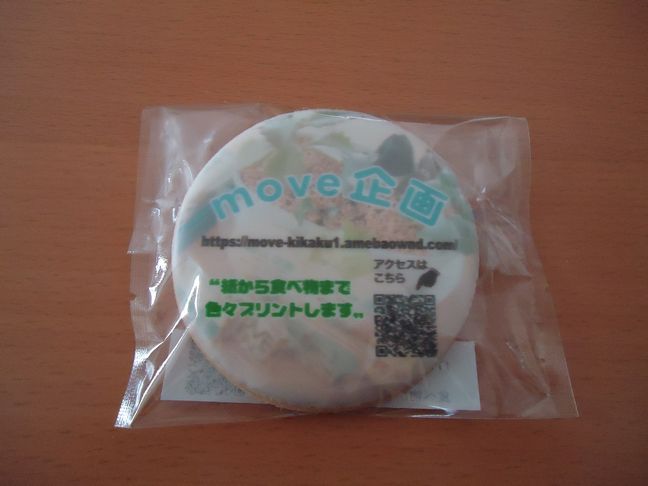 move企画
https://move-kikaku1.amebaownd.com/
アクセスは
こちら
“紙から食べ物まで
色々プリントします。„